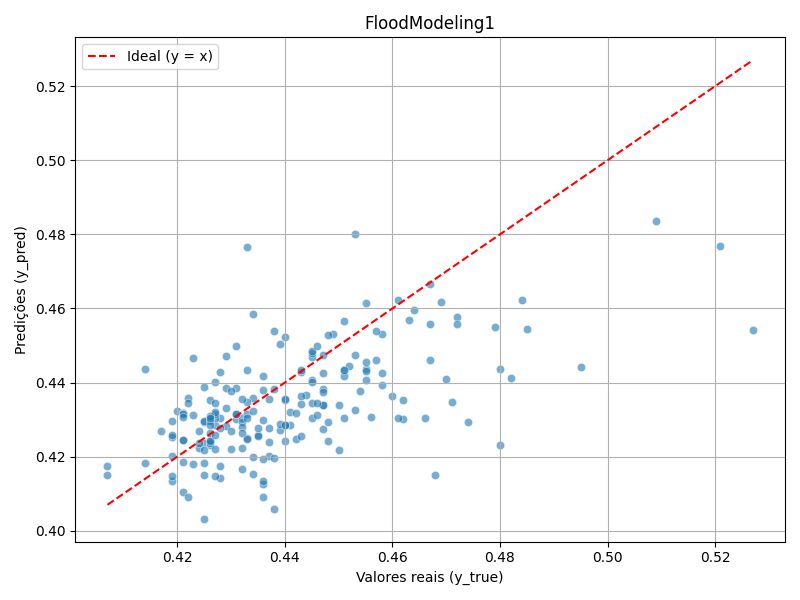 FloodModeling1
Ideal (y = x)
0.52
0.50
0.48
0.46
0.44
0.42
0.40
Predições (y_pred)
0.42 0.44 0.46 0.48 0.50 0.52
Valores reais (y_true)